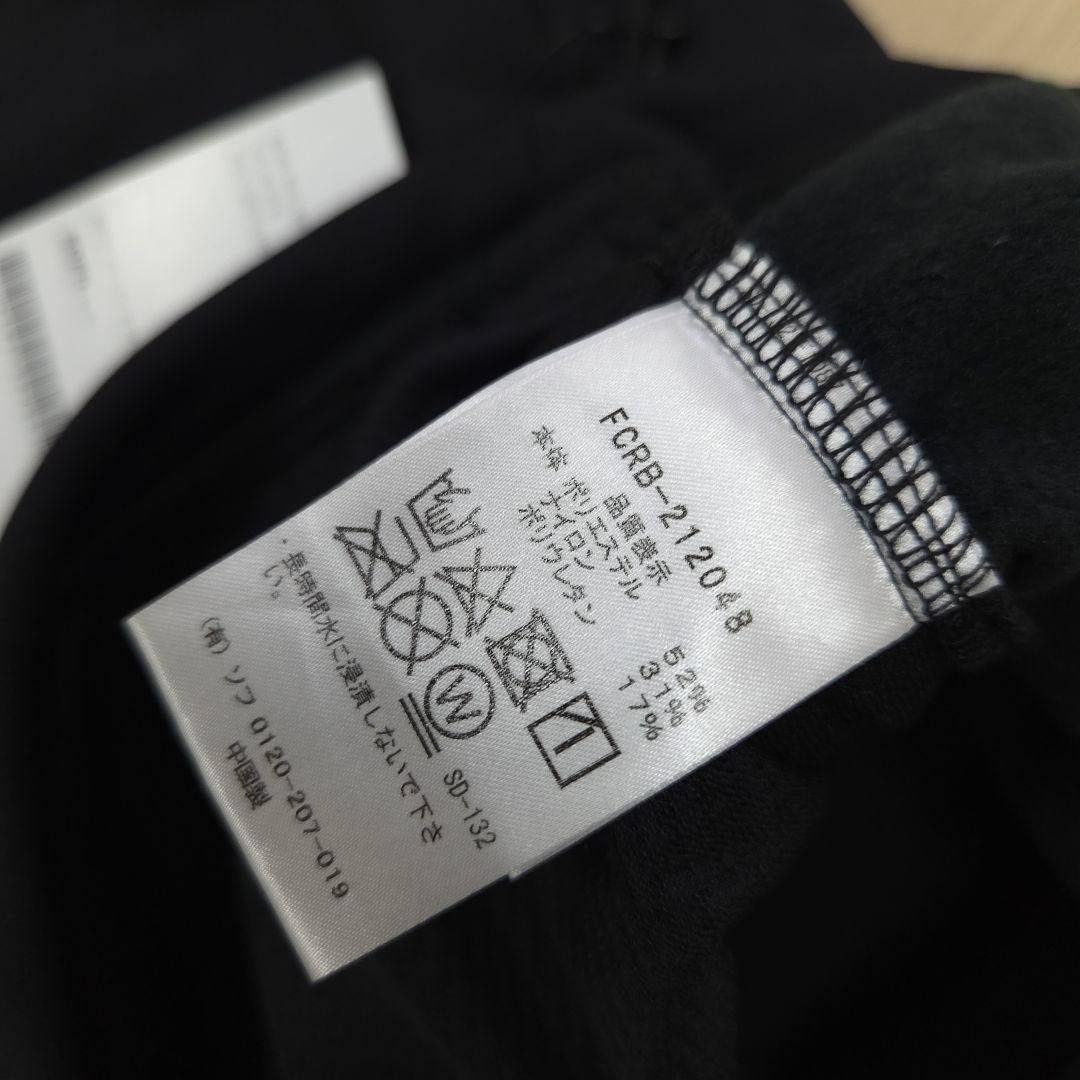 FCRB-212048
品質表示
本体 ポリエステル 52%
ナイロン 31%
ポリウレタン 17%
W
SD-132
・長時間水に浸漬しないで下さ
い。
(有) ソフ 0120-207-019
中国製